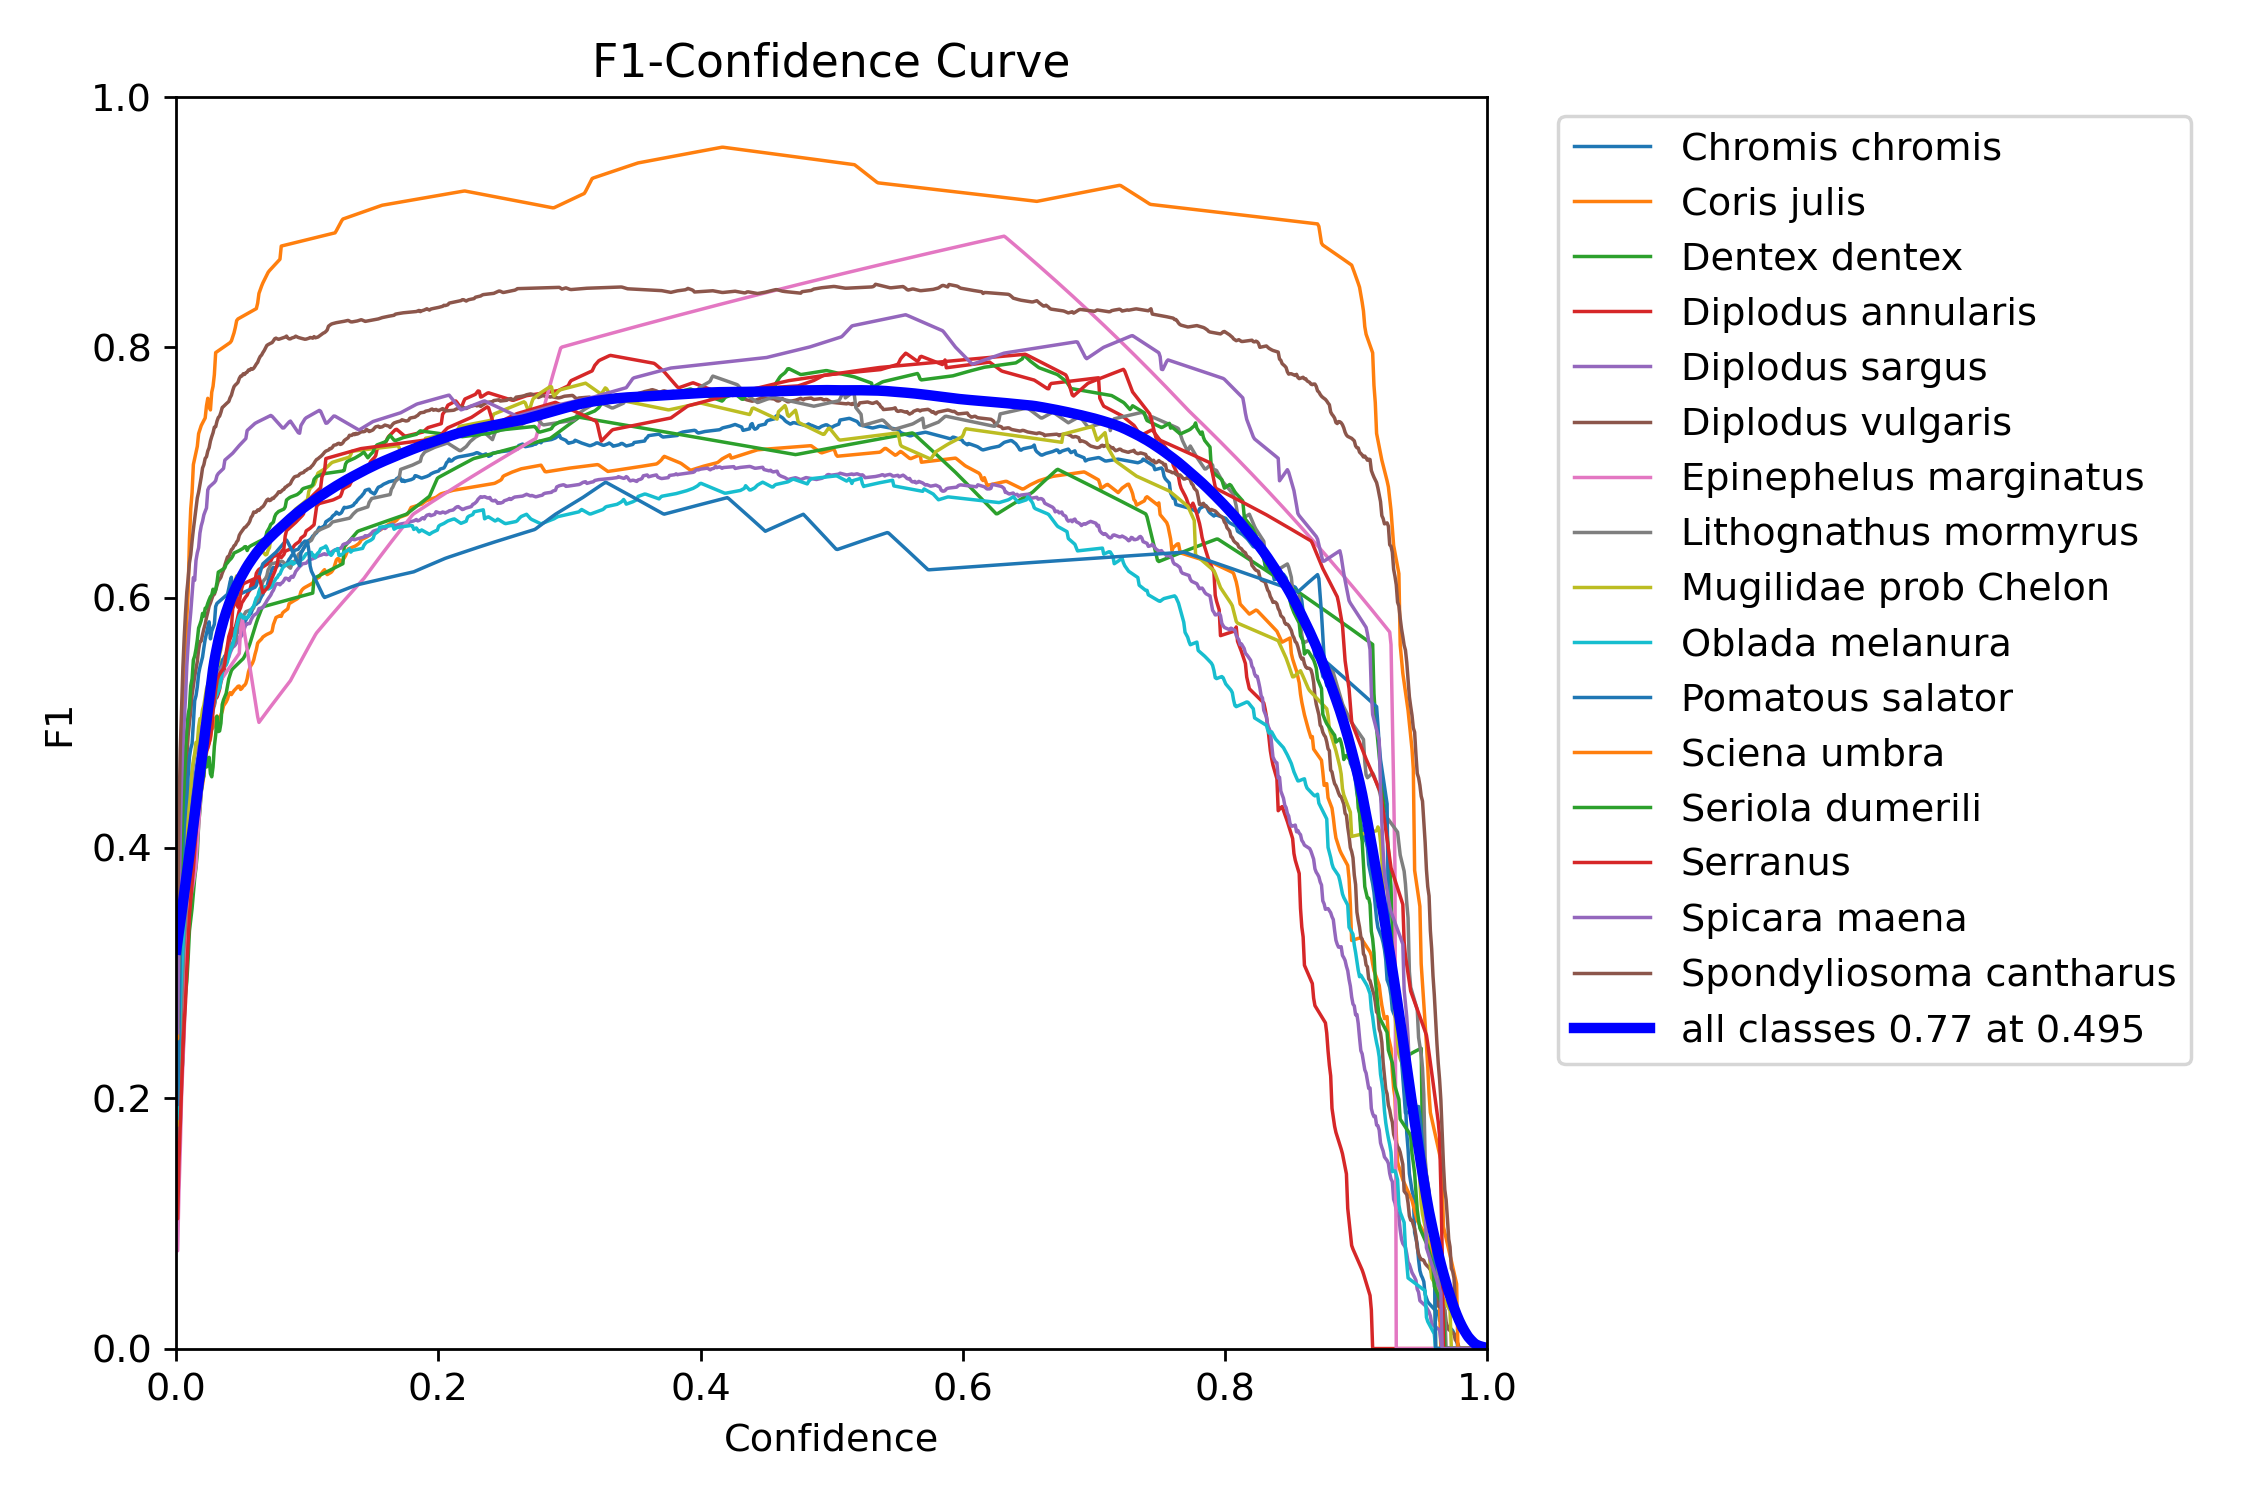 F1-Confidence Curve
1.0
0.8
0.6
0.4
0.2
0.0
F1
0.0 0.2 0.4 0.6 0.8 1.0
Confidence
Chromis chromis
Coris julis
Dentex dentex
Diplodus annularis
Diplodus sargus
Diplodus vulgaris
Epinephelus marginatus
Lithognathus mormyrus
Mugilidae prob Chelon
Oblada melanura
Pomatous salator
Sciena umbra
Seriola dumerili
Serranus
Spicara maena
Spondyliosoma cantharus
all classes 0.77 at 0.495